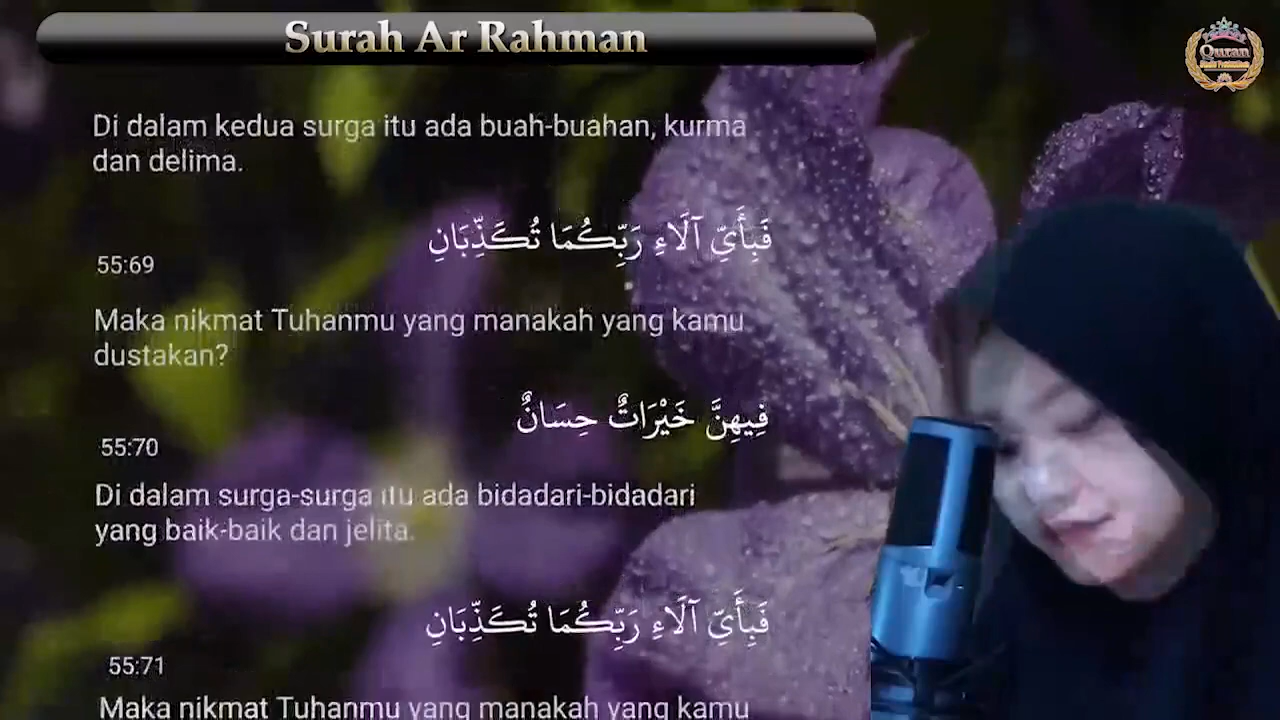 Surah Ar Rahman
Quran
Di dalam kedua surga itu ada buah-buahan, kurma
dan delima.
فَبِأَيِّ آلَاءِ رَبِّكُمَا تُكَذِّبَانِ
55:69
Maka nikmat Tuhanmu yang manakah yang kamu
dustakan?
فِيهِنَّ خَيْرَاتٌ حِسَانٌ
55:70
Di dalam surga-surga itu ada bidadari-bidadari
yang baik-baik dan jelita.
فَبِأَيِّ آلَاءِ رَبِّكُمَا تُكَذِّبَانِ
55:71
Maka nikmat Tuhanmu yang manakah yang kamu